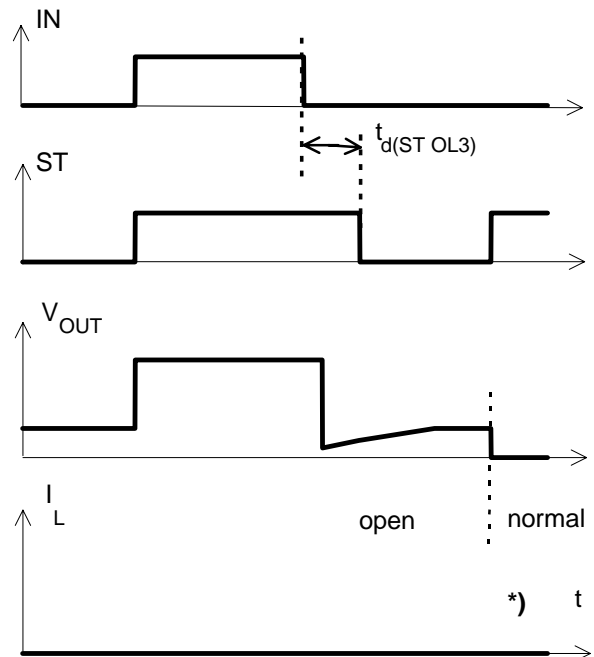 IN
t d(ST OL3)
ST
V OUT
I L
open normal
*) t